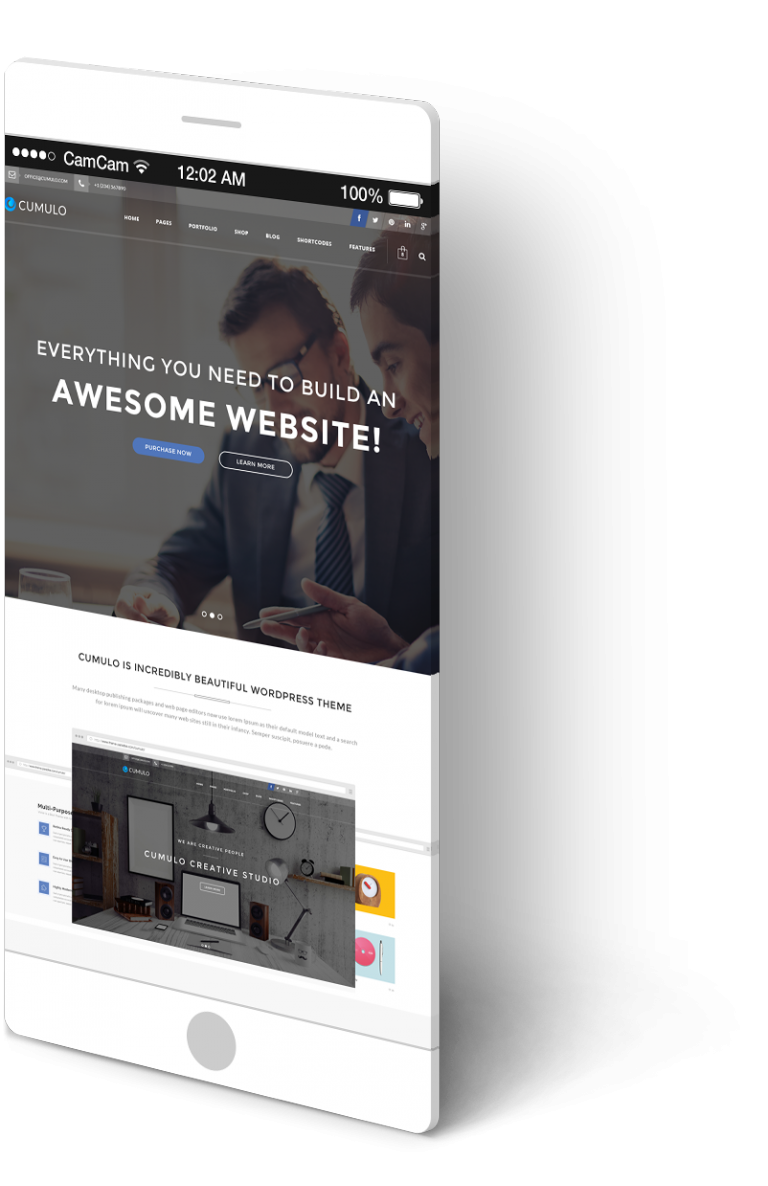 CamCam 12:02 AM 100%
OFFICE@CUMULO.COM
CUMULO
HOME PAGES PORTFOLIO SHOP BLOG SHORTCODES FEATURES
EVERYTHING YOU NEED TO BUILD AN
AWESOME WEBSITE!
PURCHASE NOW LEARN MORE
CUMULO IS INCREDIBLY BEAUTIFUL WORDPRESS THEME
Many desktop publishing packages and web page editors now use lorem ipsum as their default model text and a search
for lorem ipsum will uncover many web sites still in their infancy. Semper suscipit, posuere a pede.
CUMULO
Multi-Purpose
WE ARE CREATIVE PEOPLE
CUMULO CREATIVE STUDIO